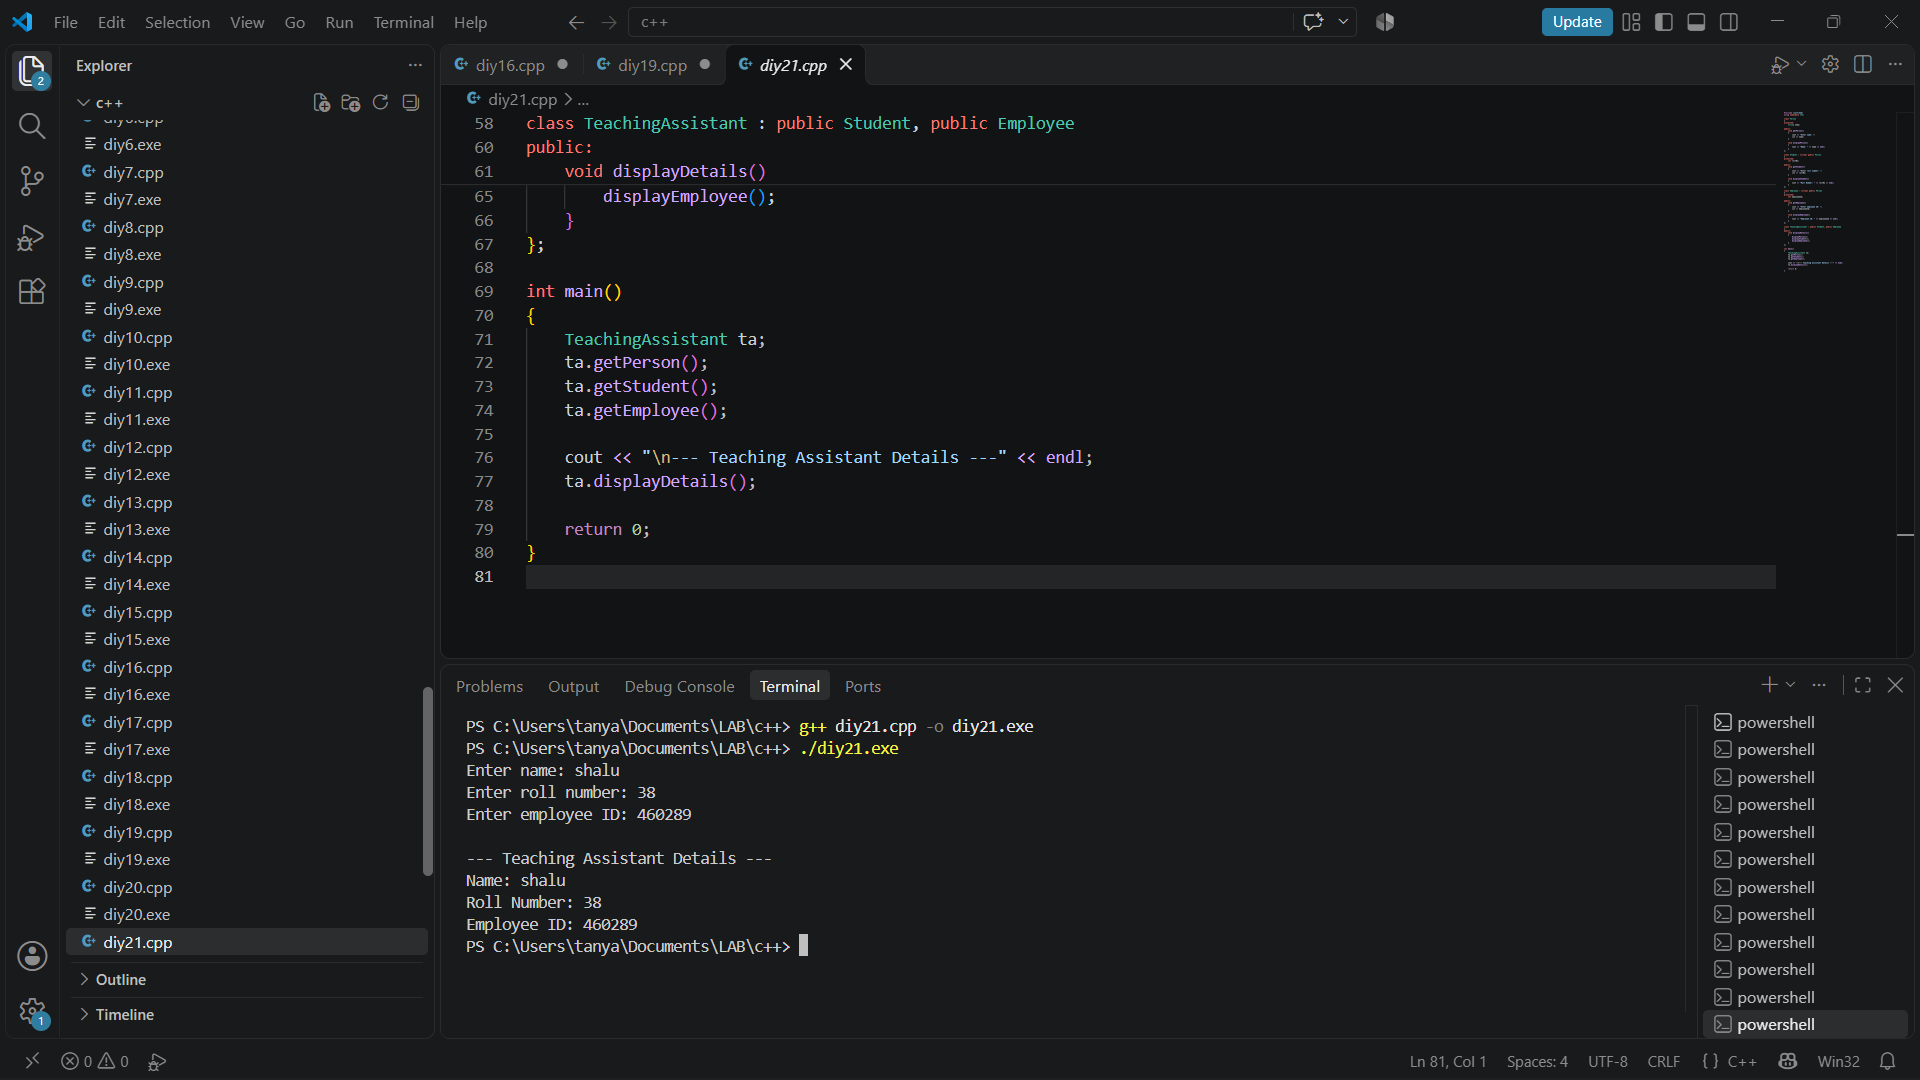 File Edit Selection View Go Run Terminal Help
c++
Update
2
Explorer
c++
diy6.cpp
diy6.exe
diy7.cpp
diy7.exe
diy8.cpp
diy8.exe
diy9.cpp
diy9.exe
diy10.cpp
diy10.exe
diy11.cpp
diy11.exe
diy12.cpp
diy12.exe
diy13.cpp
diy13.exe
diy14.cpp
diy14.exe
diy15.cpp
diy15.exe
diy16.cpp
diy16.exe
diy17.cpp
diy17.exe
diy18.cpp
diy18.exe
diy19.cpp
diy19.exe
diy20.cpp
diy20.exe
diy21.cpp
Outline
Timeline
1
diy16.cpp diy19.cpp diy21.cpp
diy21.cpp > ...
58 class TeachingAssistant : public Student, public Employee
60 public:
61 void displayDetails()
65 displayEmployee();
66 }
67 };
68
69 int main()
70 {
71 TeachingAssistant ta;
72 ta.getPerson();
73 ta.getStudent();
74 ta.getEmployee();
75
76 cout << "\n--- Teaching Assistant Details ---" << endl;
77 ta.displayDetails();
78
79 return 0;
80 }
81
Problems Output Debug Console Terminal Ports
PS C:\Users\tanya\Documents\LAB\c++> g++ diy21.cpp -o diy21.exe
PS C:\Users\tanya\Documents\LAB\c++> ./diy21.exe
Enter name: shalu
Enter roll number: 38
Enter employee ID: 460289
--- Teaching Assistant Details ---
Name: shalu
Roll Number: 38
Employee ID: 460289
PS C:\Users\tanya\Documents\LAB\c++>
powershell
powershell
powershell
powershell
powershell
powershell
powershell
powershell
powershell
powershell
powershell
powershell
0 0
Ln 81, Col 1 Spaces: 4 UTF-8 CRLF {} C++ Win32